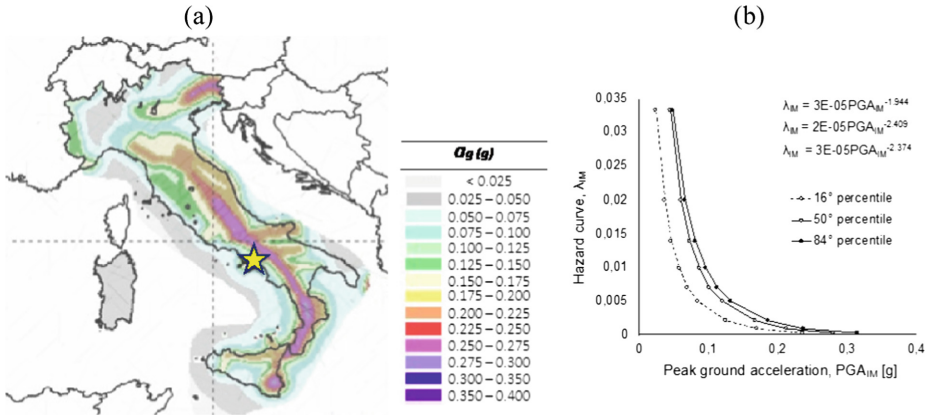 (a)
(b)
ag (g)
< 0.025
0.025 – 0.050
0.050 – 0.075
0.075 – 0.100
0.100 – 0.125
0.125 – 0.150
0.150 – 0.175
0.175 – 0.200
0.200 – 0.225
0.225 – 0.250
0.250 – 0.275
0.275 – 0.300
0.300 – 0.350
0.350 – 0.400
Hazard curve, λIM
0,035
0,03
0,025
0,02
0,015
0,01
0,005
0
0
0,1
0,2
0,3
0,4
Peak ground acceleration, PGAIM [g]
λIM = 3E-05PGAIM-1.944
λIM = 2E-05PGAIM-2.409
λIM = 3E-05PGAIM-2.374
16° percentile
50° percentile
84° percentile